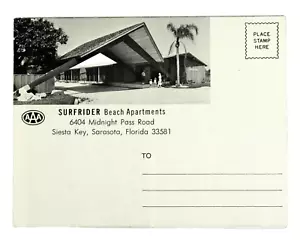 PLACE
STAMP
HERE
SURFRIDER Beach Apartments
AAA
6404 Midnight Pass Road
Siesta Key, Sarasota, Florida 33581
TO